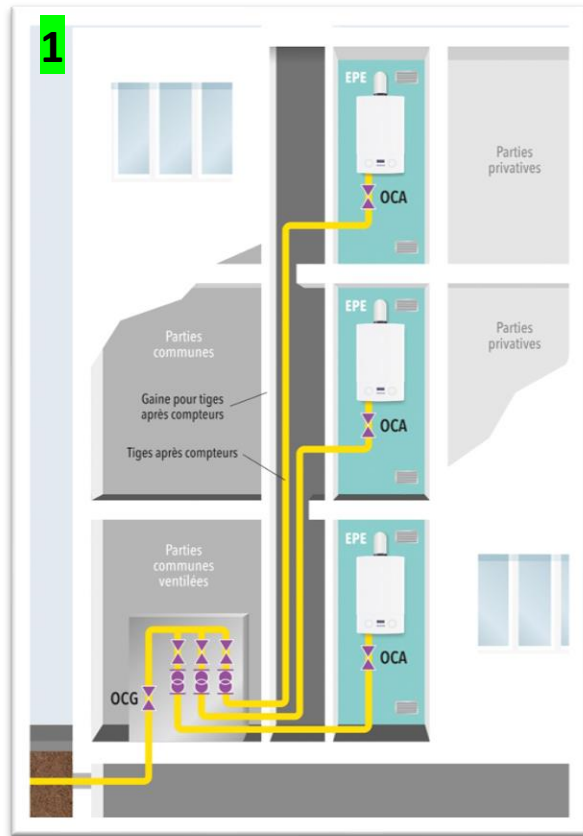 1
EPE
OCA
Parties
privatives
EPE
OCA
Parties
privatives
Parties
communes
Gaine pour tiges
après compteurs
Tiges après compteurs
Parties
communes
ventilées
EPE
OCA
OCG